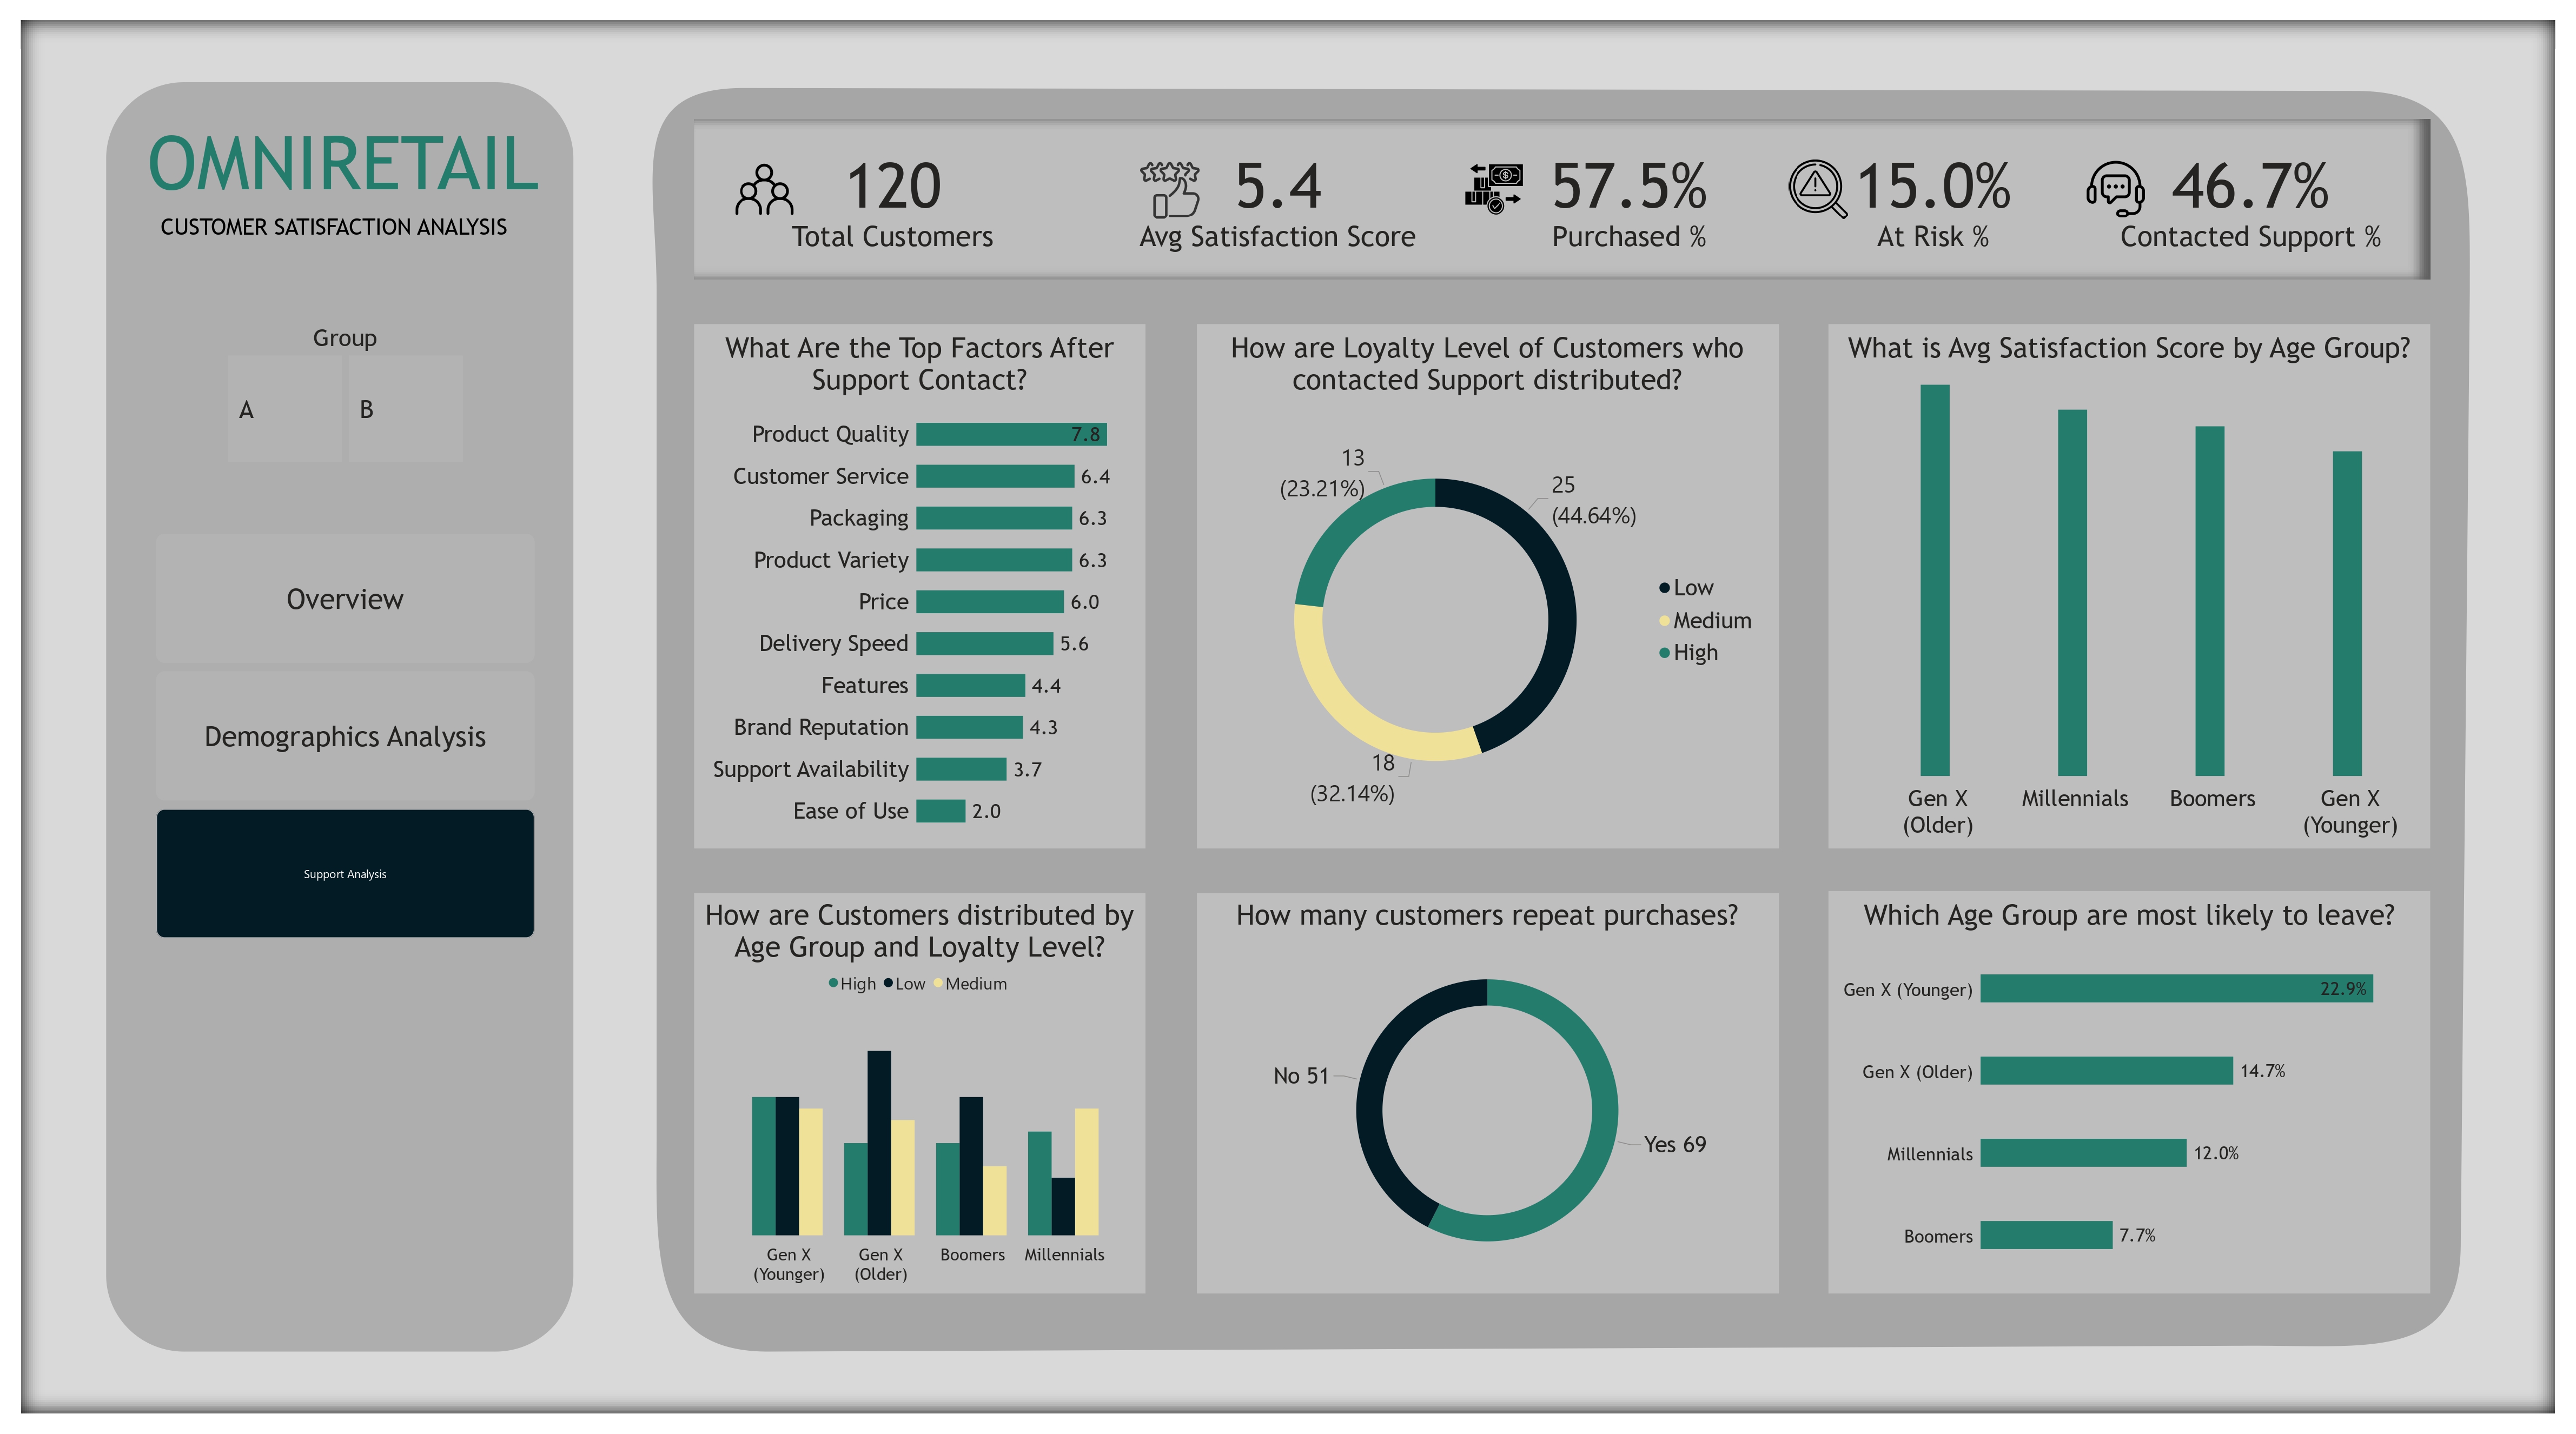 OMNIRETAIL
CUSTOMER SATISFACTION ANALYSIS
Group
A
B
Overview
Demographics Analysis
Support Analysis
120
Total Customers
5.4
Avg Satisfaction Score
57.5%
Purchased %
15.0%
At Risk %
46.7%
Contacted Support %
What Are the Top Factors After
Support Contact?
Product Quality 7.8
Customer Service 6.4
Packaging 6.3
Product Variety 6.3
Price 6.0
Delivery Speed 5.6
Features 4.4
Brand Reputation 4.3
Support Availability 3.7
Ease of Use 2.0
How are Loyalty Level of Customers who
contacted Support distributed?
13
(23.21%)
25
(44.64%)
18
(32.14%)
Low
Medium
High
What is Avg Satisfaction Score by Age Group?
Gen X
(Older)
Millennials
Boomers
Gen X
(Younger)
How are Customers distributed by
Age Group and Loyalty Level?
High Low Medium
Gen X
(Younger)
Gen X
(Older)
Boomers
Millennials
How many customers repeat purchases?
No 51
Yes 69
Which Age Group are most likely to leave?
Gen X (Younger) 22.9%
Gen X (Older) 14.7%
Millennials 12.0%
Boomers 7.7%